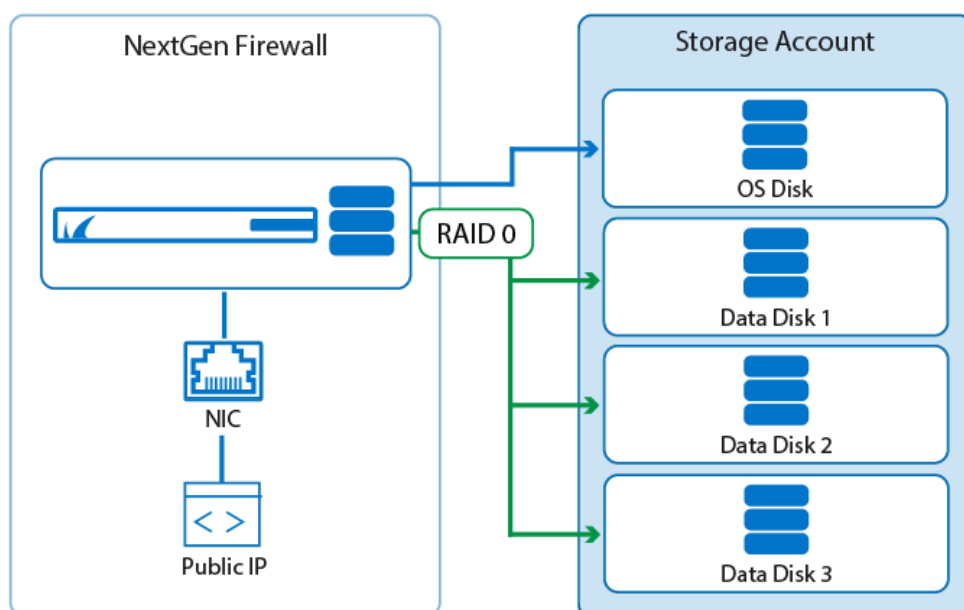 NextGen Firewall
Storage Account
OS Disk
RAID 0
Data Disk 1
NIC
Data Disk 2
< >
Public IP
Data Disk 3